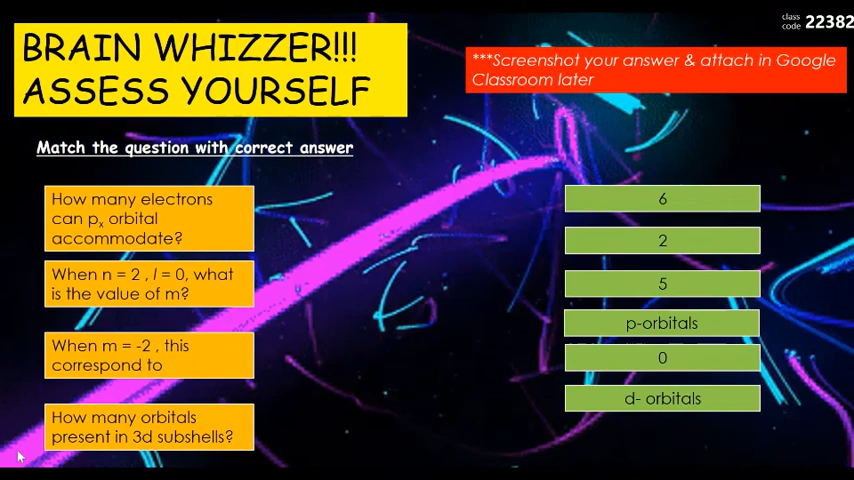 class
code 22382
BRAIN WHIZZER!!!
ASSESS YOURSELF
***Screenshot your answer & attach in Google
Classroom later
Match the question with correct answer
How many electrons
can pₓ orbital
accommodate?
When n = 2 , l = 0, what
is the value of m?
When m = -2 , this
correspond to
How many orbitals
present in 3d subshells?
6
2
5
p-orbitals
0
d- orbitals